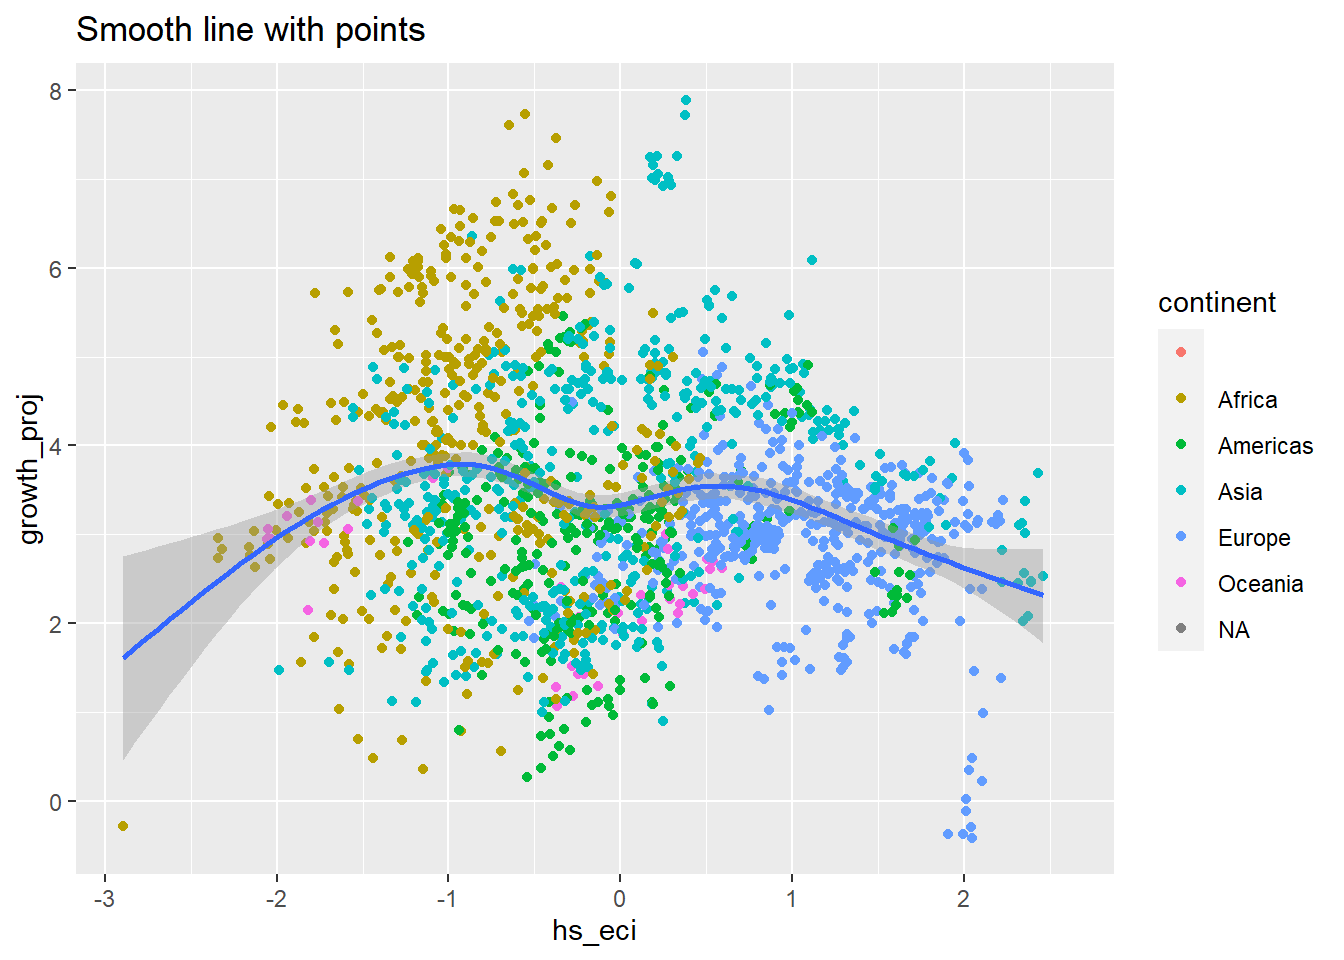 Smooth line with points
8
6
4
2
0
growth_proj
-3
-2
-1
0
1
2
hs_eci
continent
Africa
Americas
Asia
Europe
Oceania
NA